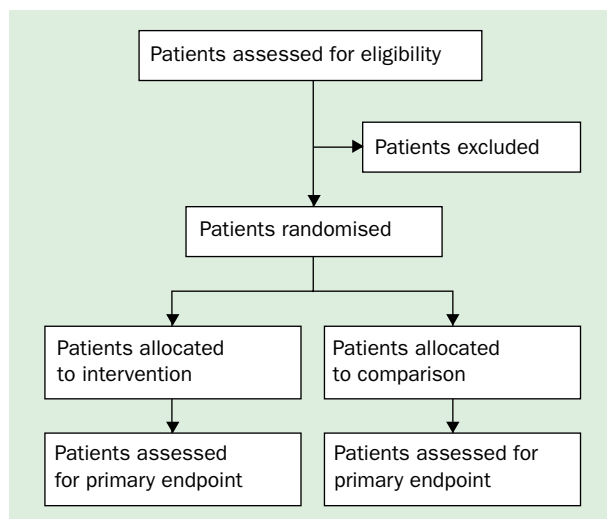 Patients assessed for eligibility
Patients excluded
Patients randomised
Patients allocated
to intervention
Patients allocated
to comparison
Patients assessed
for primary endpoint
Patients assessed for
primary endpoint